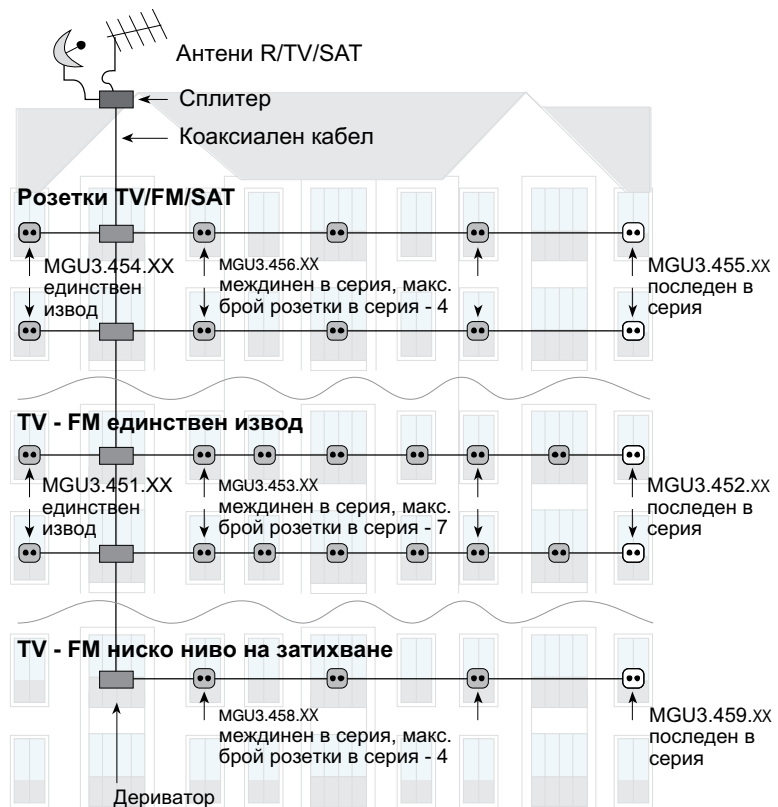 Антени R/TV/SAT
Сплитер
Коаксиален кабел
Розетки TV/FM/SAT
MGU3.454.XX
единствен
извод
MGU3.456.XX
междинен в серия, макс.
брой розетки в серия - 4
MGU3.455.XX
последен в
серия
TV - FM единствен извод
MGU3.451.XX
единствен
извод
MGU3.453.XX
междинен в серия, макс.
брой розетки в серия - 7
MGU3.452.XX
последен в
серия
TV - FM ниско ниво на затихване
MGU3.458.XX
междинен в серия, макс.
брой розетки в серия - 4
MGU3.459.XX
последен в
серия
Дериватор